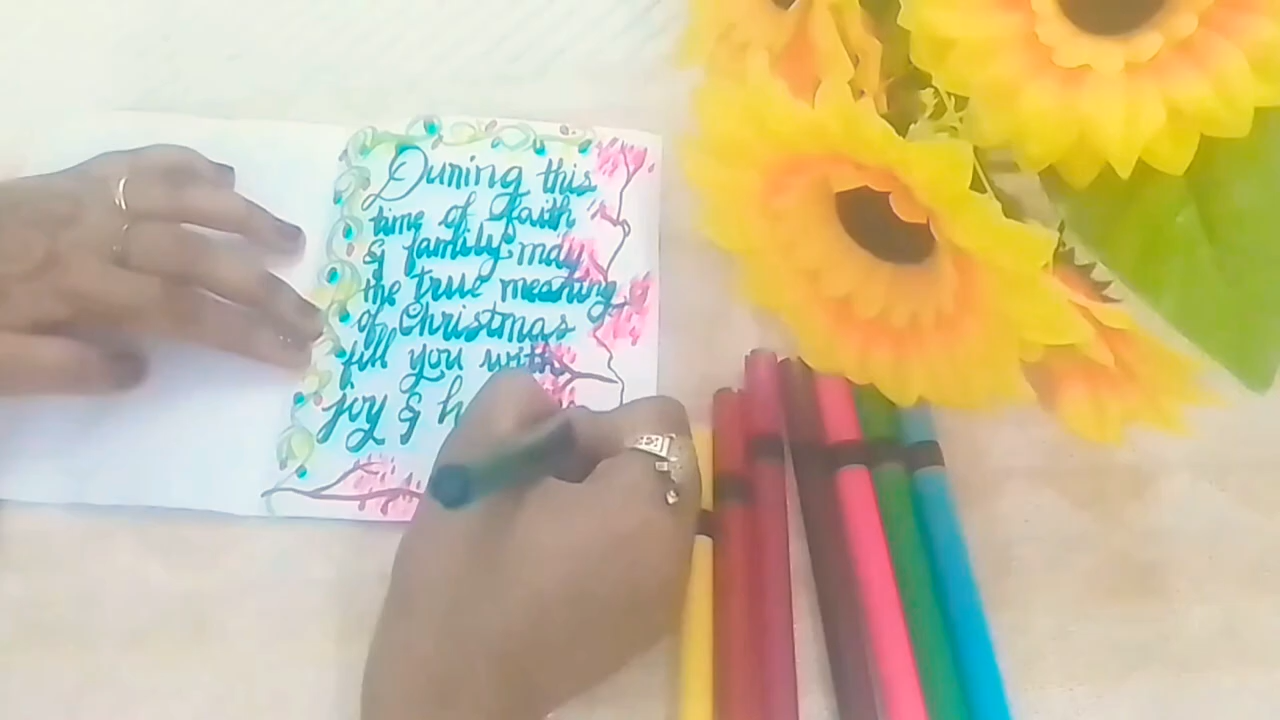 During this
time of faith
& family may
the true meaning
of Christmas
fill you with
joy & h